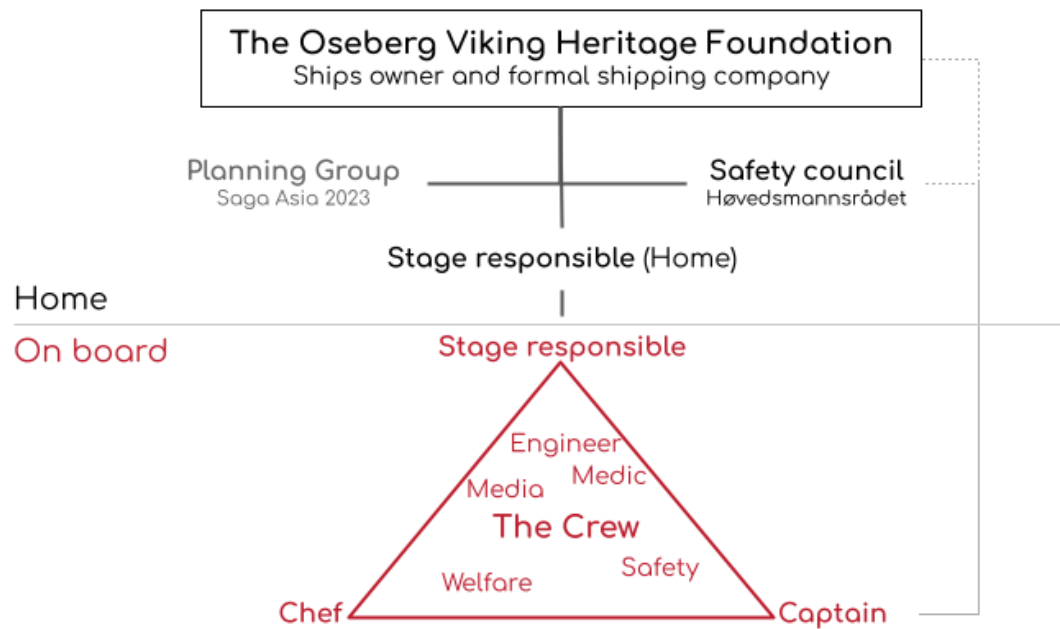 The Oseberg Viking Heritage Foundation
Ships owner and formal shipping company
Planning Group
Saga Asia 2023
Safety council
Høvedsmannsrådet
Stage responsible (Home)
Home
On board
Stage responsible
Engineer
Medic
Media
The Crew
Safety
Welfare
Chef
Captain